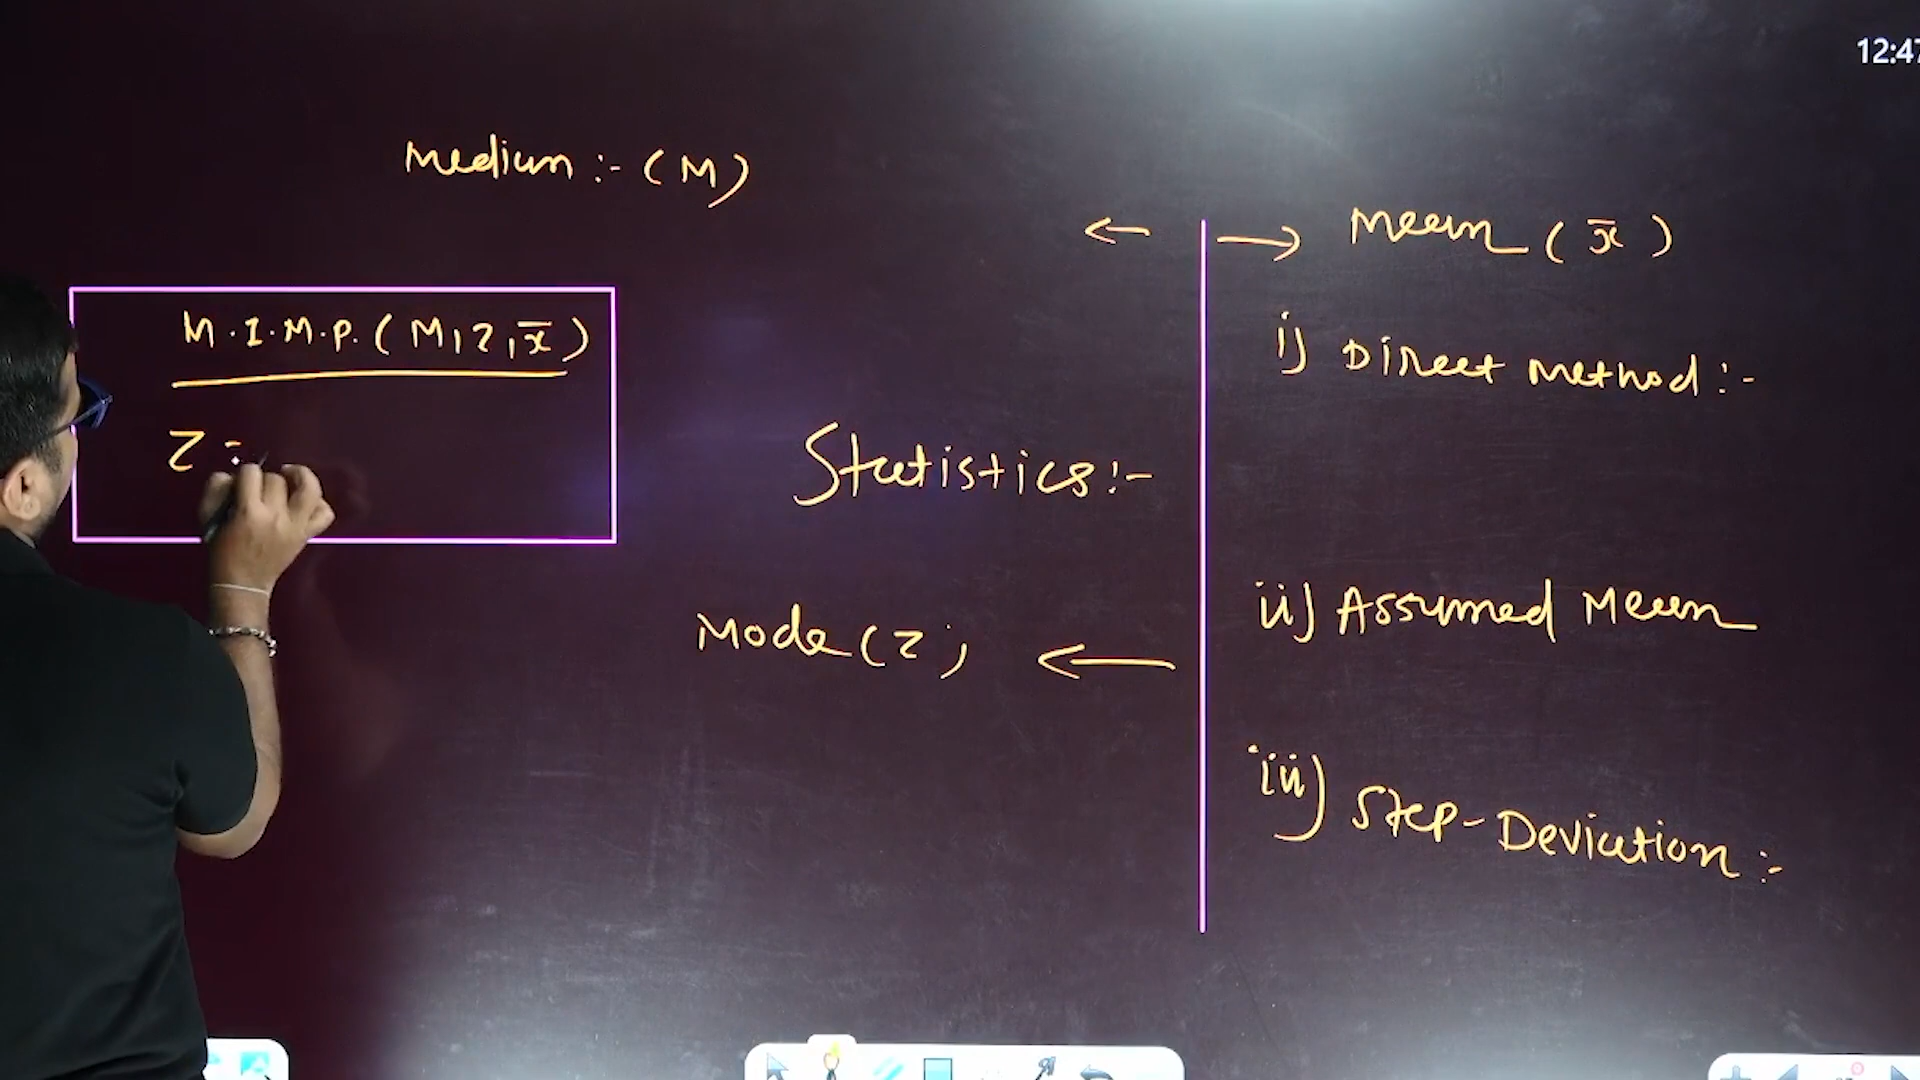 12:47
Medium :- (M)
Mean (x̄)
M.I.M.P. (M, Z, x̄)
i) Direct Method :-
Z =
Statistics :-
ii) Assumed Mean
Mode (Z)
iii) Step-Deviation :-